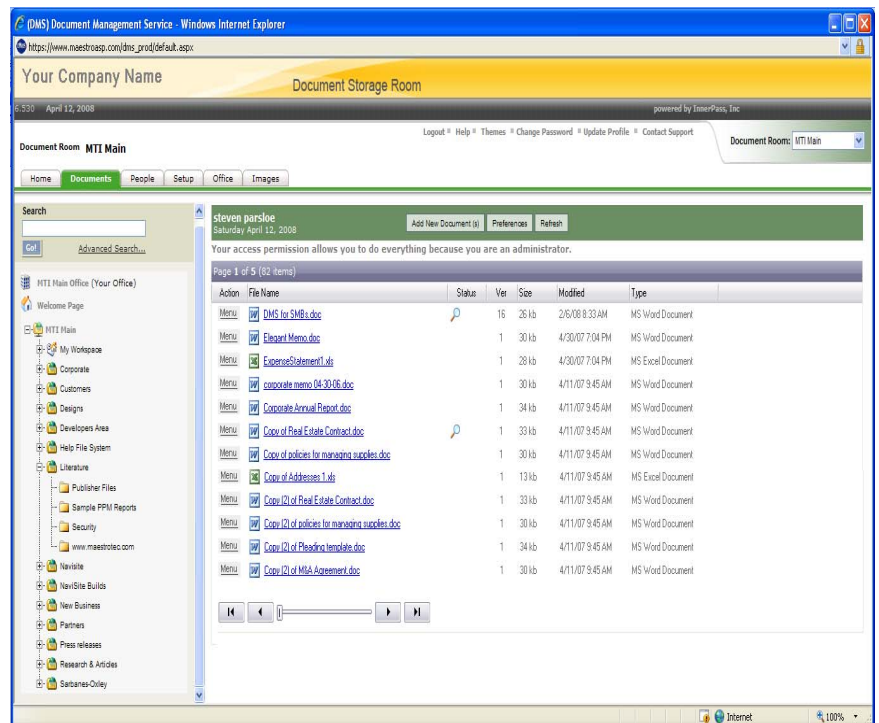 (DMS) Document Management Service - Windows Internet Explorer
https://www.maestroasp.com/dms_prod/default.aspx
Your Company Name
Document Storage Room
6.530 April 12, 2008
powered by InnerPass, Inc
Logout Help Themes Change Password Update Profile Contact Support
Document Room MTI Main
Document Room: MTI Main
Home Documents People Setup Office Images
Search
Go!
Advanced Search...
MTI Main Office (Your Office)
Welcome Page
MTI Main
My Workspace
Corporate
Customers
Designs
Developers Area
Help File System
Literature
Publisher Files
Sample PPM Reports
Security
www.maestrotec.com
Navisite
NaviSite Builds
New Business
Partners
Press releases
Research & Articles
Sarbanes-Oxley
steven parsloe
Saturday April 12, 2008
Add New Document (s) Preferences Refresh
Your access permission allows you to do everything because you are an administrator.
Page 1 of 5 (82 items)
Action File Name Status Ver Size Modified Type
Menu DMS for SMBs.doc 16 26 kb 2/6/08 8:33 AM MS Word Document
Menu Elegant Memo.doc 1 30 kb 4/30/07 7:04 PM MS Word Document
Menu ExpenseStatement1.xls 1 28 kb 4/30/07 7:04 PM MS Excel Document
Menu corporate memo 04-30-06.doc 1 30 kb 4/11/07 9:45 AM MS Word Document
Menu Corporate Annual Report.doc 1 34 kb 4/11/07 9:45 AM MS Word Document
Menu Copy of Real Estate Contract.doc 1 33 kb 4/11/07 9:45 AM MS Word Document
Menu Copy of policies for managing supplies.doc 1 30 kb 4/11/07 9:45 AM MS Word Document
Menu Copy of Addresses 1.xls 1 13 kb 4/11/07 9:45 AM MS Excel Document
Menu Copy (2) of Real Estate Contract.doc 1 33 kb 4/11/07 9:45 AM MS Word Document
Menu Copy (2) of policies for managing supplies.doc 1 30 kb 4/11/07 9:45 AM MS Word Document
Menu Copy (2) of Pleading template.doc 1 34 kb 4/11/07 9:45 AM MS Word Document
Menu Copy (2) of M&A Agreement.doc 1 30 kb 4/11/07 9:45 AM MS Word Document
Internet 100%